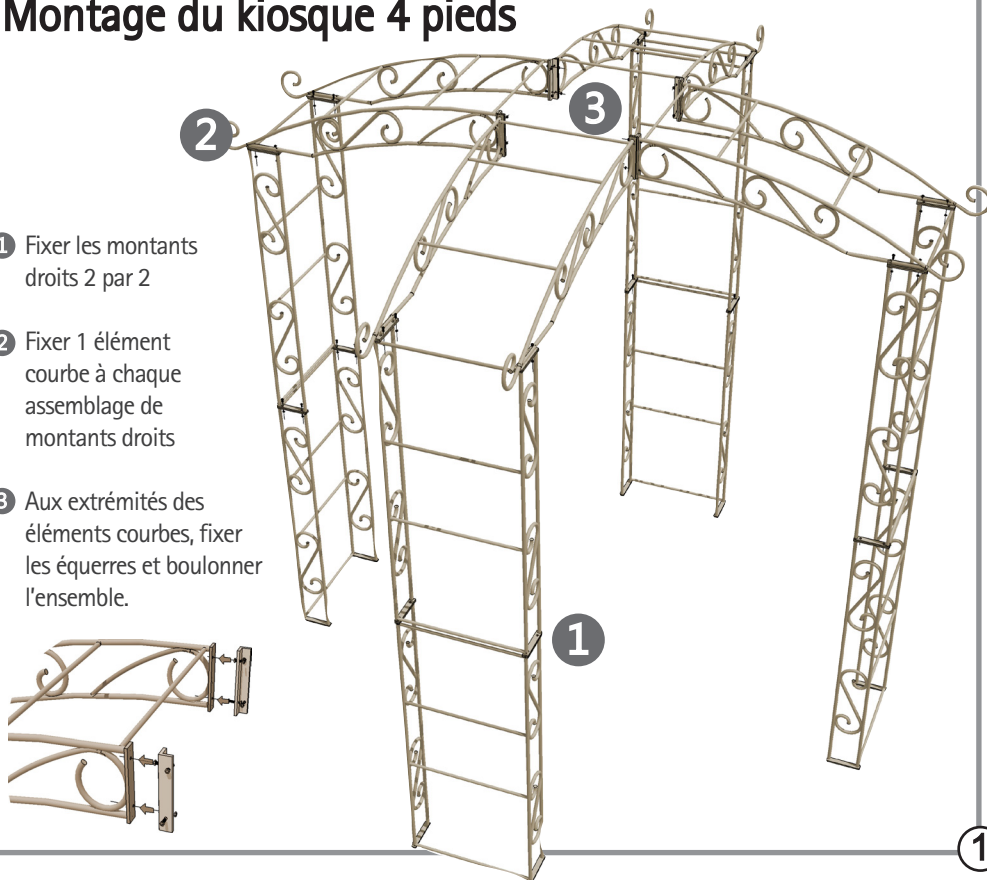 Montage du kiosque 4 pieds
2
3
1 Fixer les montants
droits 2 par 2
2 Fixer 1 élément
courbe à chaque
assemblage de
montants droits
3 Aux extrémités des
éléments courbes, fixer
les équerres et boulonner
l'ensemble.
1
1